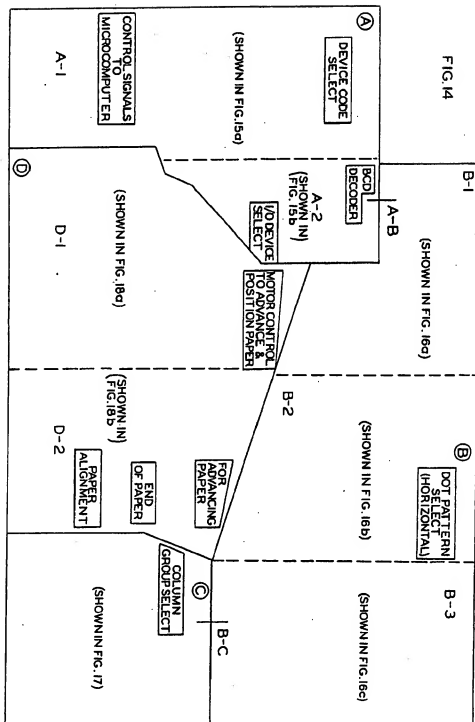 FIG.14
B-1
(SHOWN IN FIG.16a)
Ⓑ
DOT PATTERN
SELECT
(HORIZONTAL)
(SHOWN IN FIG.16b)
B-2
B-3
(SHOWN IN FIG.16c)
Ⓐ
DEVICE CODE
SELECT
(SHOWN IN FIG.15a)
CONTROL SIGNALS
TO
MICROCOMPUTER
A-1
BCD
DECODER
A-B
A-2
(SHOWN IN)
(FIG. 15b)
I/O DEVICE
SELECT
MOTOR CONTROL
TO ADVANCE &
POSITION PAPER
Ⓓ
(SHOWN IN FIG.18a)
D-1
(SHOWN IN)
(FIG.18b)
D-2
FOR
ADVANCING
PAPER
END
OF PAPER
PAPER
ALIGNMENT
Ⓒ
B-C
COLUMN
GROUP SELECT
(SHOWN IN FIG.17)